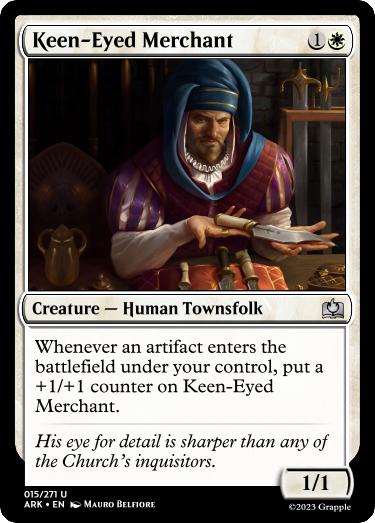 Keen-Eyed Merchant 1
Creature — Human Townsfolk
Whenever an artifact enters the
battlefield under your control, put a
+1/+1 counter on Keen-Eyed
Merchant.
His eye for detail is sharper than any of
the Church's inquisitors.
1/1
015/271 U
ARK • EN Mauro Belfiore
©2023 Grapple